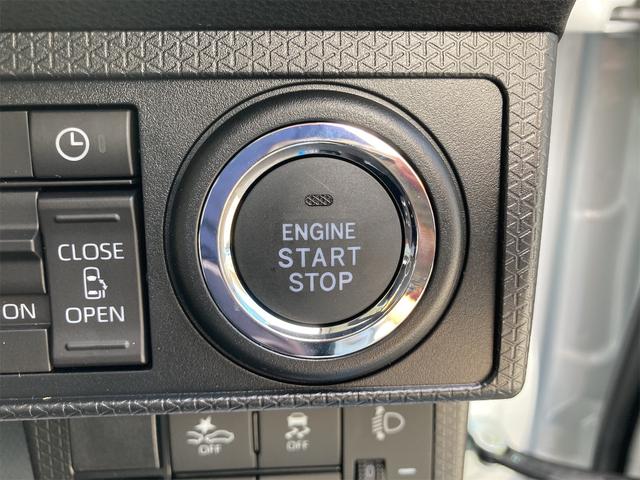 ENGINE
START
STOP
CLOSE
OPEN
ON
OFF
OFF